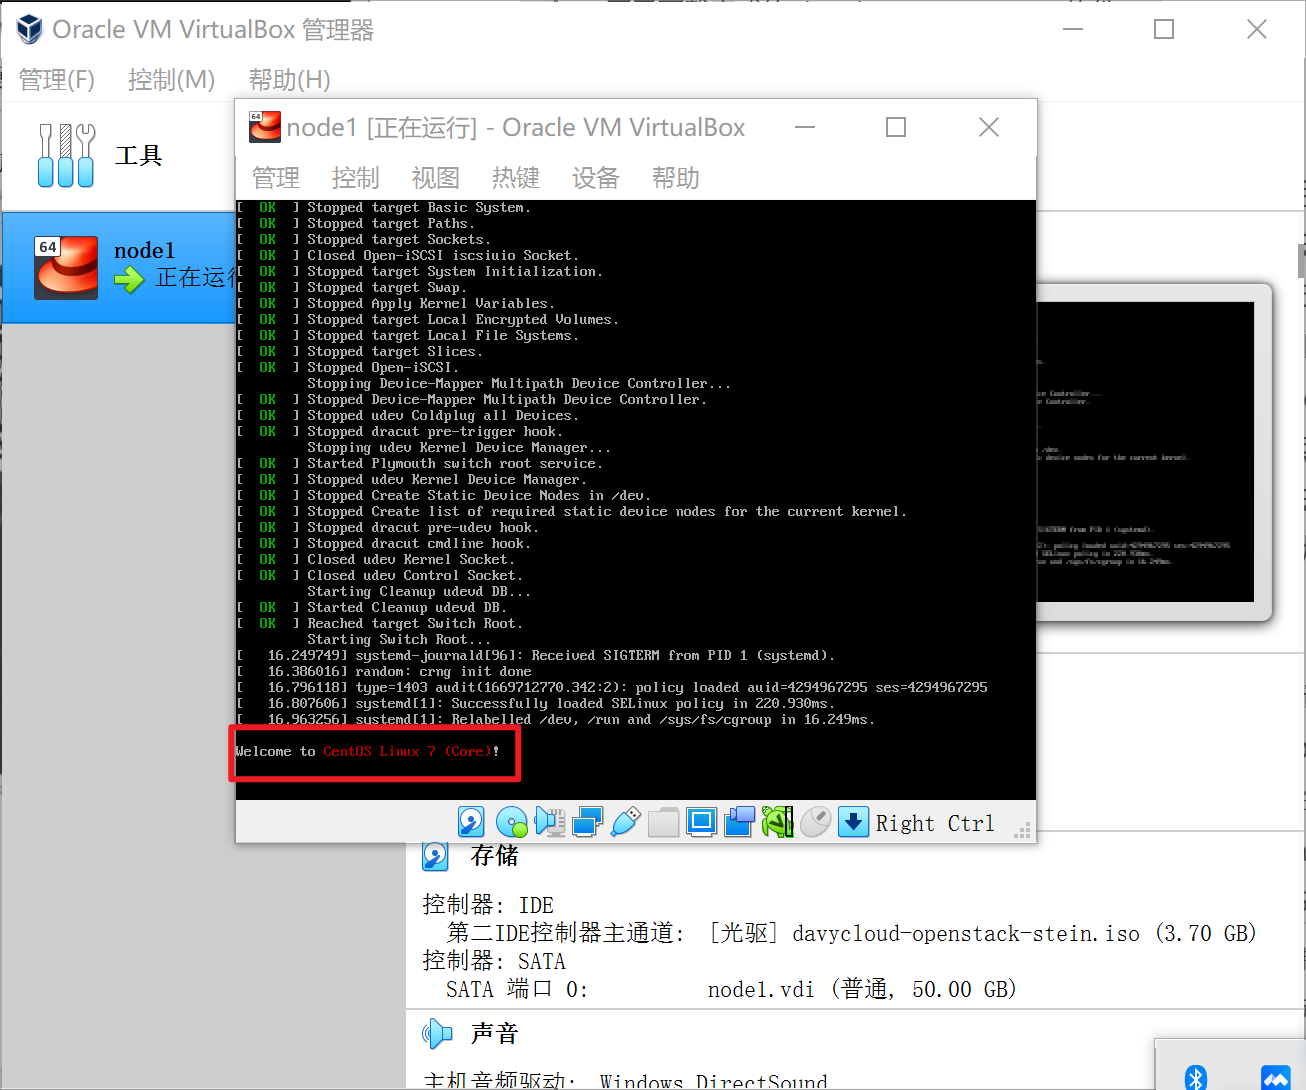 Oracle VM VirtualBox 管理器
管理(F) 控制(M) 帮助(H)
工具
64
node1
正在运行
64
node1 [正在运行] - Oracle VM VirtualBox
管理 控制 视图 热键 设备 帮助
[ OK ] Stopped target Basic System.
[ OK ] Stopped target Paths.
[ OK ] Stopped target Sockets.
[ OK ] Closed Open-iSCSI iscsiuio Socket.
[ OK ] Stopped target System Initialization.
[ OK ] Stopped target Swap.
[ OK ] Stopped Apply Kernel Variables.
[ OK ] Stopped target Local Encrypted Volumes.
[ OK ] Stopped target Local File Systems.
[ OK ] Stopped target Slices.
[ OK ] Stopped Open-iSCSI.
Stopping Device-Mapper Multipath Device Controller...
[ OK ] Stopped Device-Mapper Multipath Device Controller.
[ OK ] Stopped udev Coldplug all Devices.
[ OK ] Stopped dracut pre-trigger hook.
Stopping udev Kernel Device Manager...
[ OK ] Started Plymouth switch root service.
[ OK ] Stopped udev Kernel Device Manager.
[ OK ] Stopped Create Static Device Nodes in /dev.
[ OK ] Stopped Create list of required static device nodes for the current kernel.
[ OK ] Stopped dracut pre-udev hook.
[ OK ] Stopped dracut cmdline hook.
[ OK ] Closed udev Kernel Socket.
[ OK ] Closed udev Control Socket.
Starting Cleanup udevd DB...
[ OK ] Started Cleanup udevd DB.
[ OK ] Reached target Switch Root.
Starting Switch Root...
[ 16.249749] systemd-journald[96]: Received SIGTERM from PID 1 (systemd).
[ 16.386016] random: crng init done
[ 16.796118] type=1403 audit(1669712770.342:2): policy loaded auid=4294967295 ses=4294967295
[ 16.807606] systemd[1]: Successfully loaded SELinux policy in 220.930ms.
[ 16.963256] systemd[1]: Relabelled /dev, /run and /sys/fs/cgroup in 16.249ms.
Welcome to CentOS Linux 7 (Core)!
Right Ctrl
存储
控制器: IDE
第二IDE控制器主通道: [光驱] davycloud-openstack-stein.iso (3.70 GB)
控制器: SATA
SATA 端口 0: node1.vdi (普通, 50.00 GB)
声音
主机音频驱动: Windows DirectSound